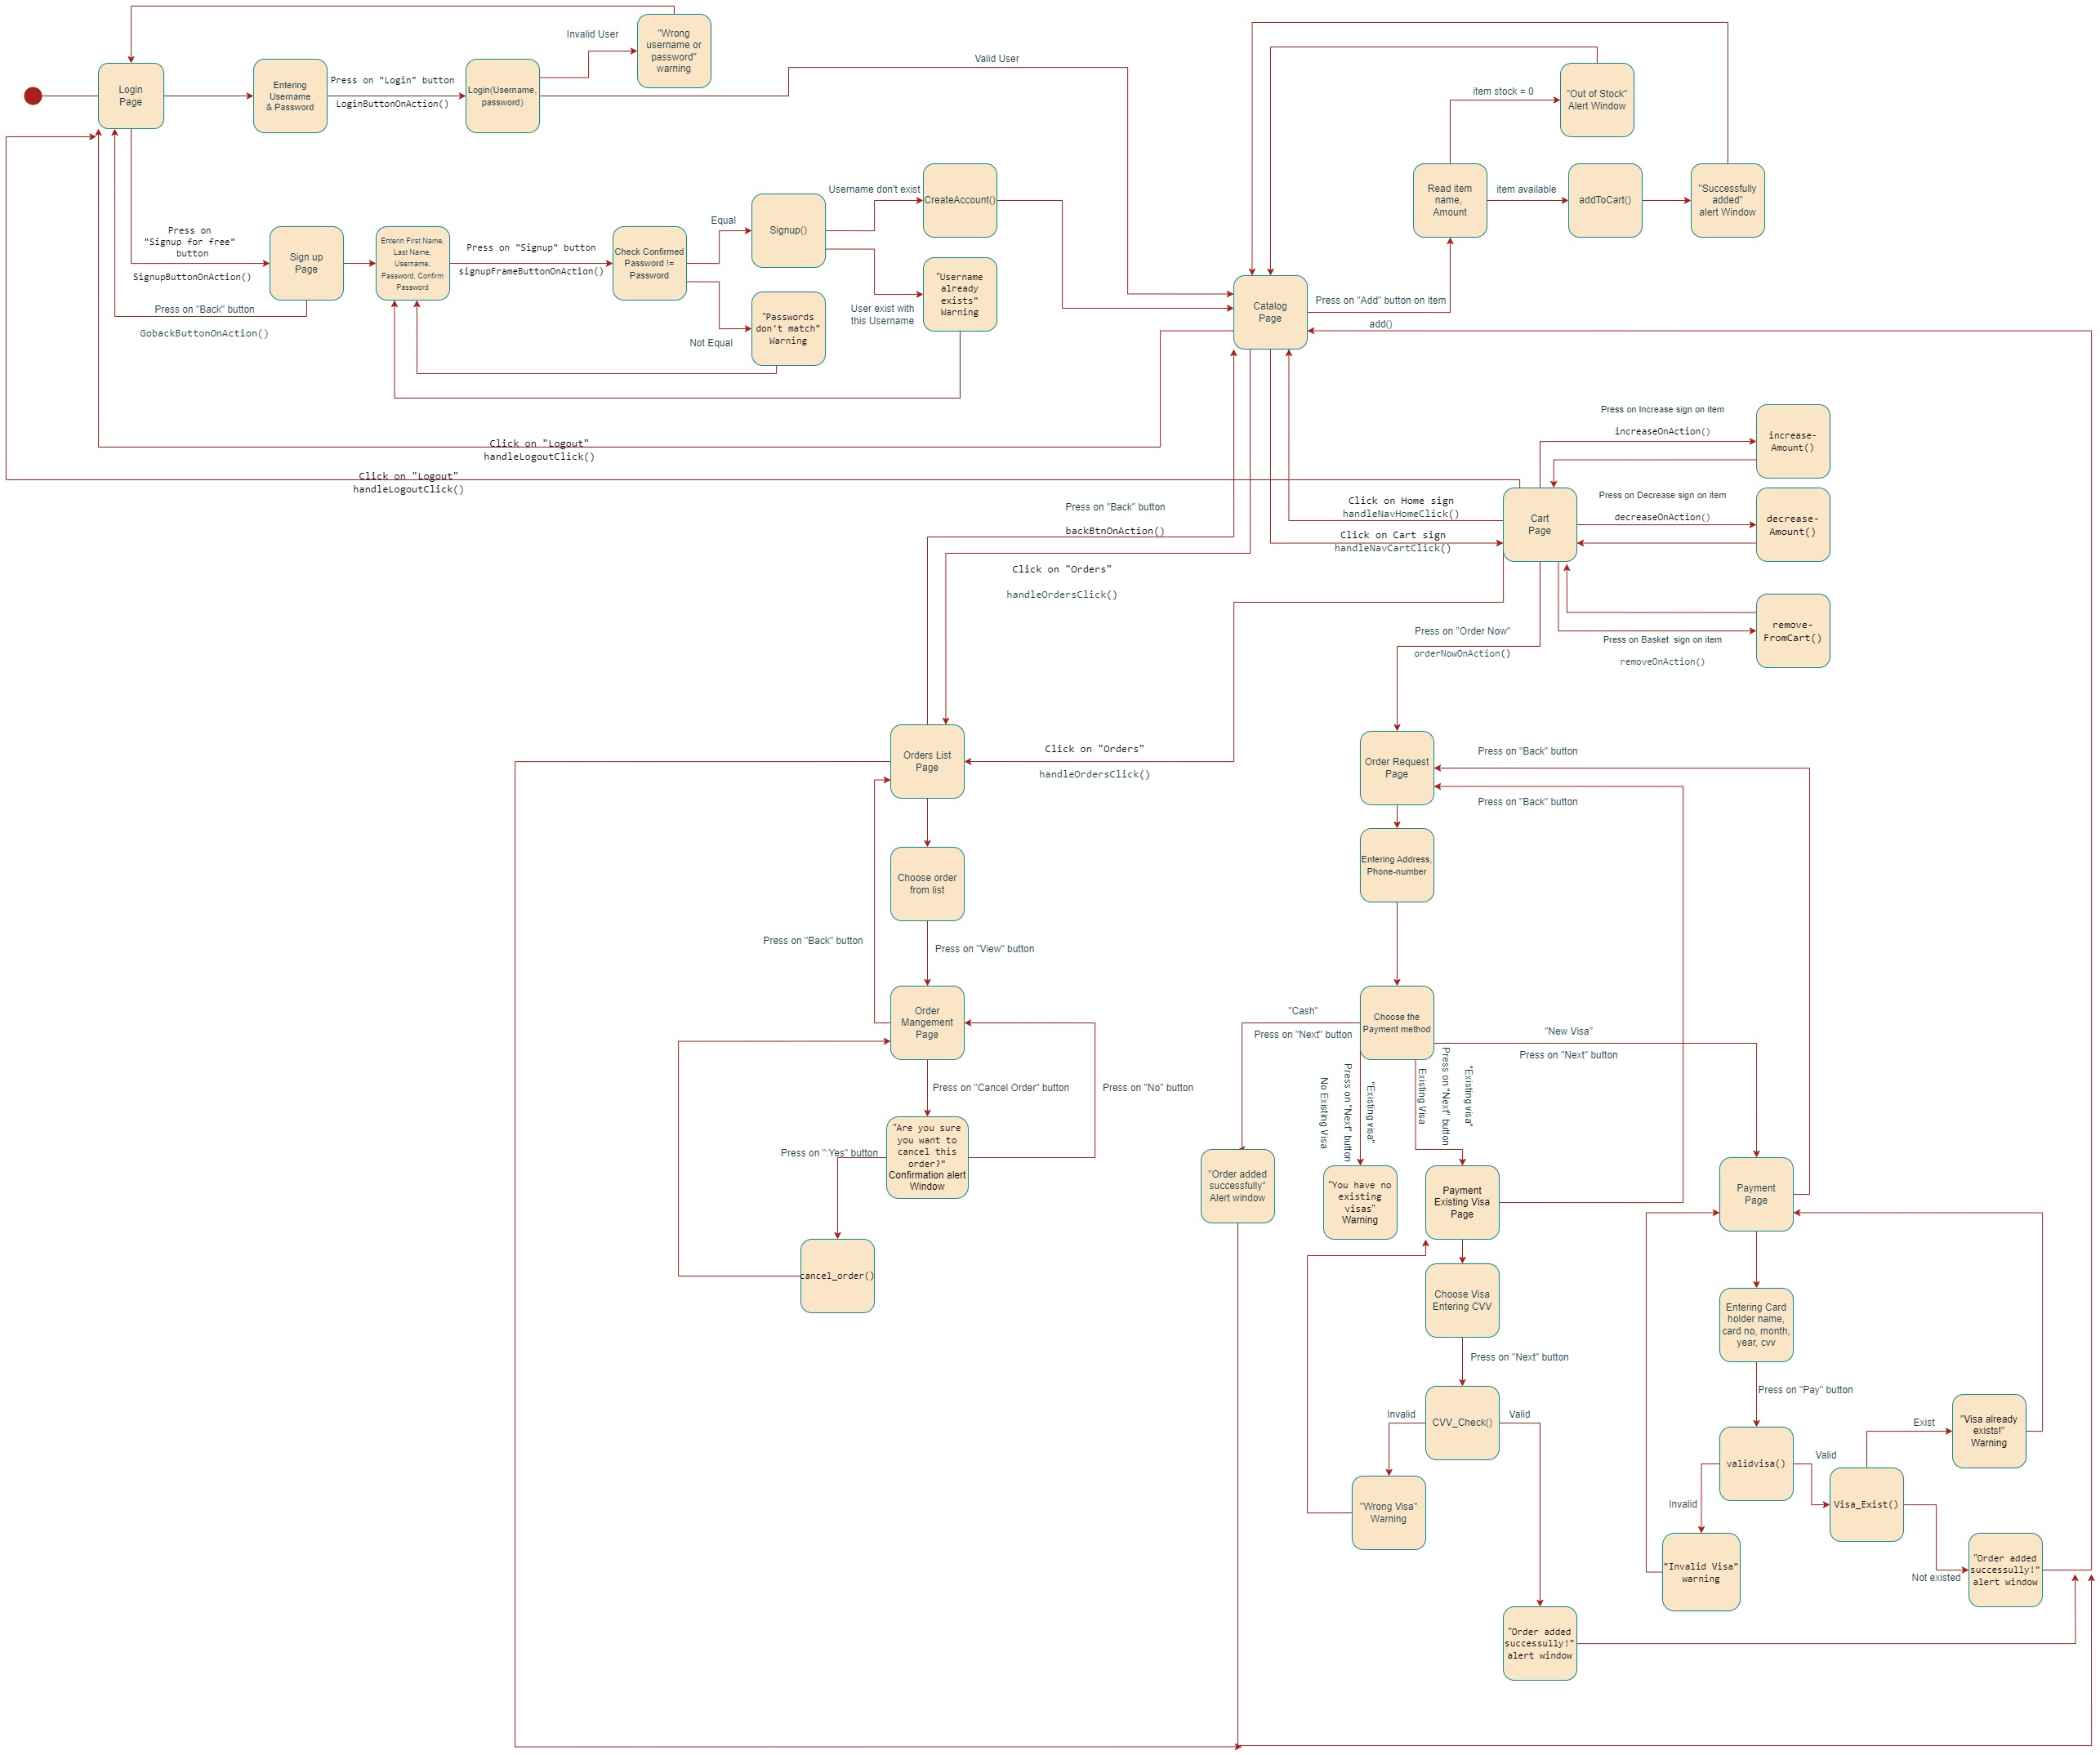 Invalid User
"Wrong
username or
password"
warning
Valid User
Login
Page
Entering
Username
& Password
Press on "Login" button
LoginButtonOnAction()
Login(Username,
password)
item stock = 0
"Out of Stock"
Alert Window
Read item
name,
Amount
item available
addToCart()
"Successfully
added"
alert Window
Press on
"Signup for free"
button
SignupButtonOnAction()
Sign up
Page
Press on "Back" button
GobackButtonOnAction()
Enterin First Name,
Last Name,
Username,
Password, Confirm
Password
Press on "Signup" button
signupFrameButtonOnAction()
Check Confirmed
Password !=
Password
Equal
Not Equal
Signup()
"Passwords
don't match"
Warning
Username don't exist
CreateAccount()
User exist with
this Username
"Username
already
exists"
Warning
Catalog
Page
Press on "Add" button on item
add()
Click on "Logout"
handleLogoutClick()
Click on "Logout"
handleLogoutClick()
Press on Increase sign on item
increaseOnAction()
increase-
Amount()
Press on Decrease sign on item
decreaseOnAction()
decrease-
Amount()
Cart
Page
Click on Home sign
handleNavHomeClick()
Click on Cart sign
handleNavCartClick()
Press on "Back" button
backBtnOnAction()
Click on "Orders"
handleOrdersClick()
Press on Basket  sign on item
removeOnAction()
remove-
FromCart()
Press on "Order Now"
orderNowOnAction()
Orders List
Page
Click on "Orders"
handleOrdersClick()
Order Request
Page
Press on "Back" button
Press on "Back" button
Choose order
from list
Entering Address,
Phone-number
Press on "Back" button
Press on "View" button
Order
Mangement
Page
Press on "Cancel Order" button
Press on "No" button
"Are you sure
you want to
cancel this
order?"
Confirmation alert
Window
Press on ":Yes" button
cancel_order()
Choose the
Payment method
"Cash"
Press on "Next" button
"New Visa"
Press on "Next" button
"Existing visa"
Press on "Next" button
No Existing Visa
"Existing visa"
Press on "Next" button
Existing Visa
"Order added
successfully"
Alert window
"You have no
existing
visas"
Warning
Payment
Existing Visa
Page
Payment
Page
Choose Visa
Entering CVV
Press on "Next" button
CVV_Check()
Invalid
Valid
"Wrong Visa"
Warning
"Order added
successully!"
alert window
Entering Card
holder name,
card no, month,
year, cvv
Press on "Pay" button
validvisa()
Invalid
Valid
"Invalid Visa"
warning
Visa_Exist()
Exist
"Visa already
exists!"
Warning
Not existed
"Order added
successully!"
alert window